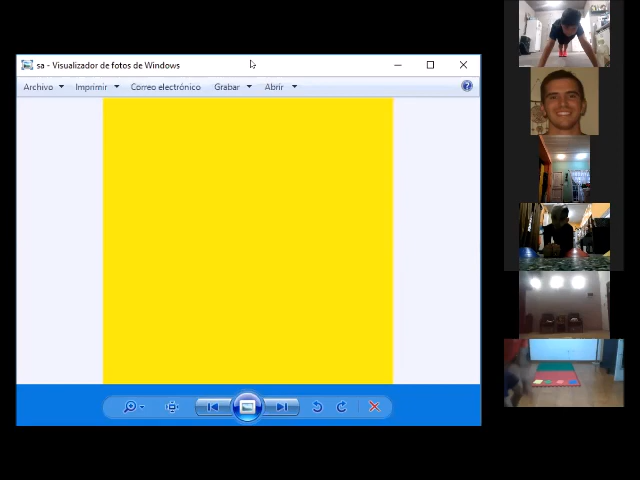 sa - Visualizador de fotos de Windows
Archivo Imprimir Correo electrónico Grabar Abrir